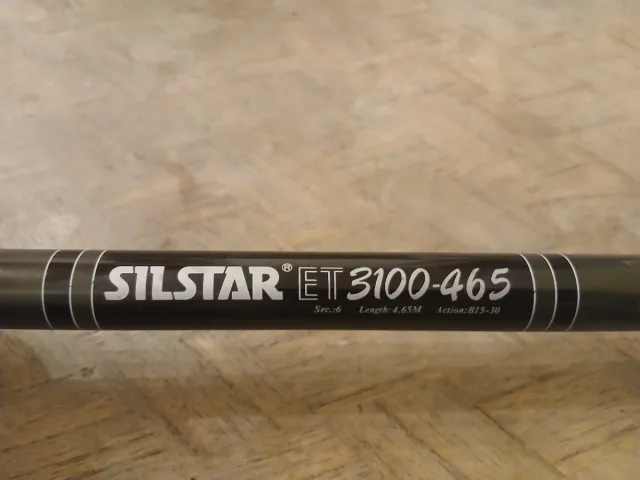 SILSTAR® ET 3100-465
Sec.:6 Length:4.65M Action:B15-30